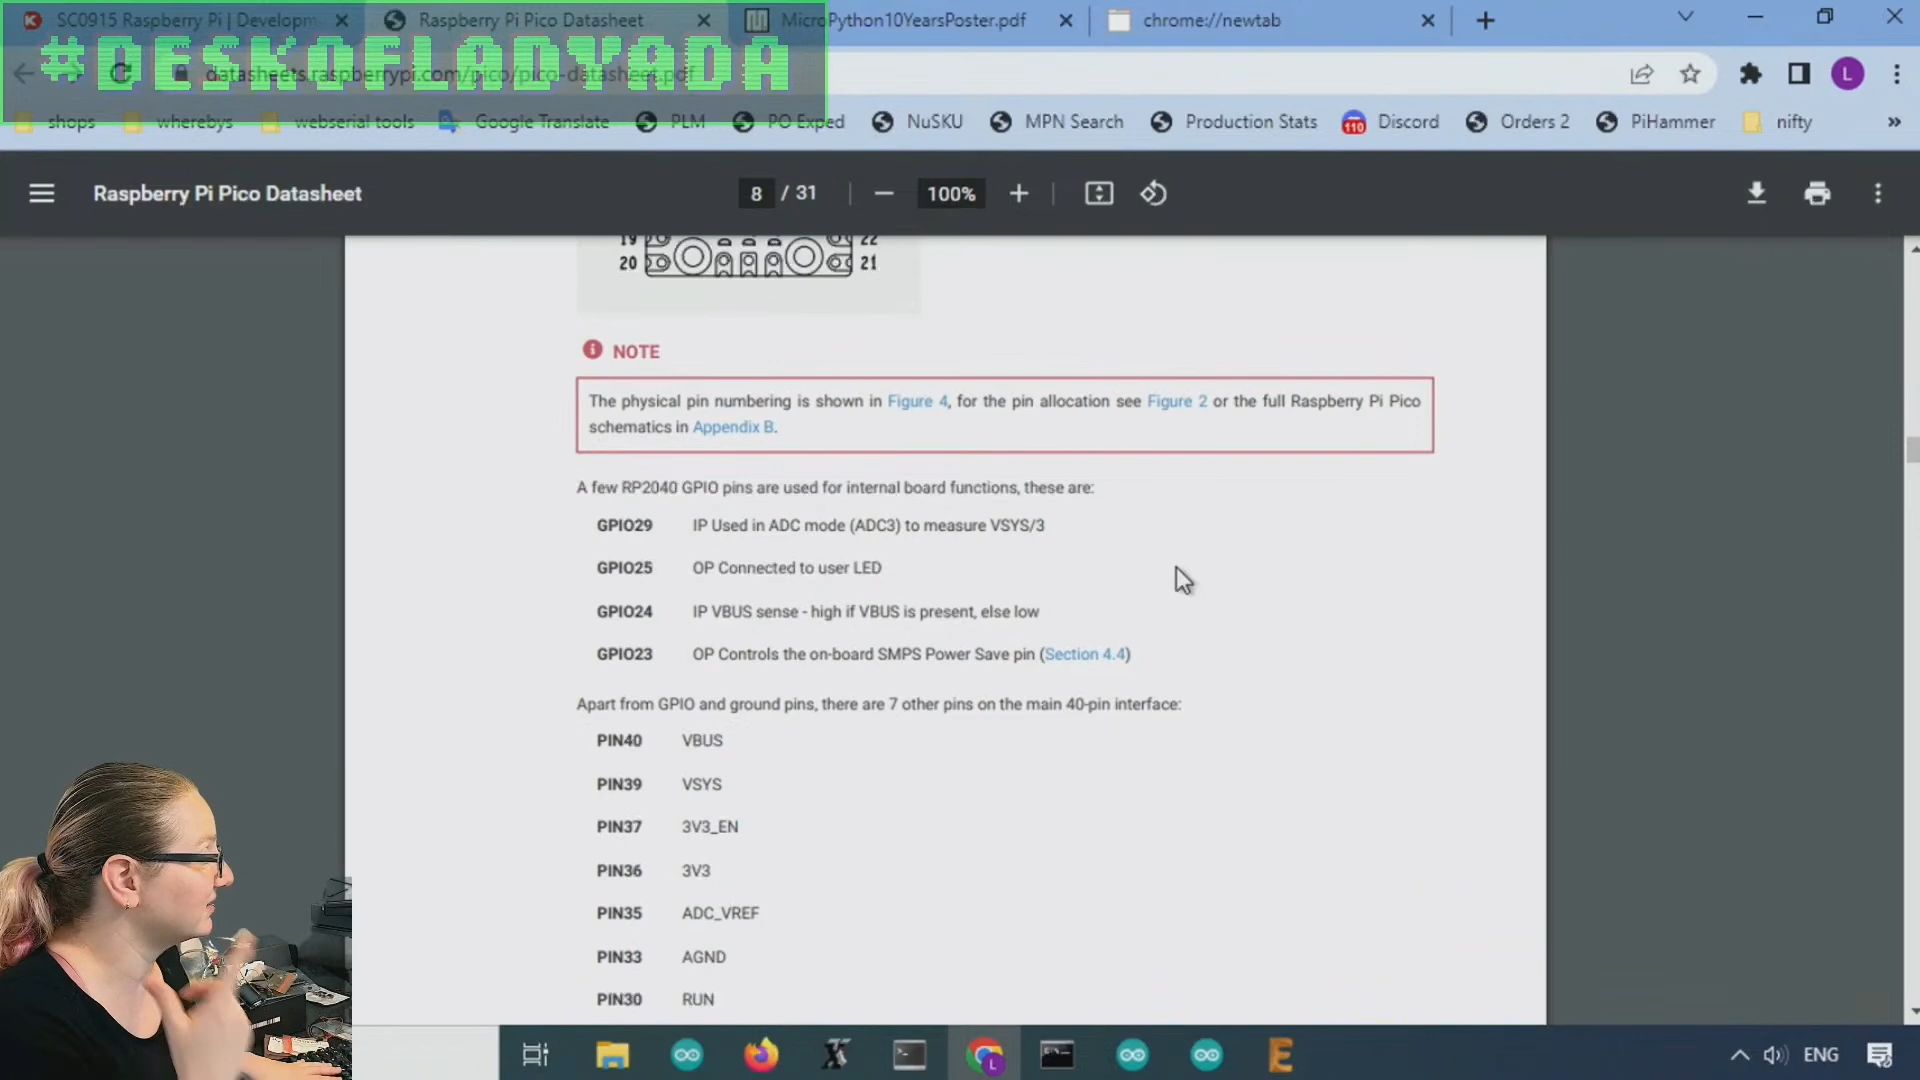 SC0915 Raspberry Pi | Developm
Raspberry Pi Pico Datasheet
MicroPython10YearsPoster.pdf
chrome://newtab
#DESKOFLADYADA
datasheets.raspberrypi.com/pico/pico-datasheet.pdf
L
shops
wherebys
webserial tools
Google Translate
PLM
PO Exped
NuSKU
MPN Search
Production Stats
110
Discord
Orders 2
PiHammer
nifty
»
Raspberry Pi Pico Datasheet
8 / 31
100%
19 22
20 21
NOTE
The physical pin numbering is shown in Figure 4, for the pin allocation see Figure 2 or the full Raspberry Pi Pico
schematics in Appendix B.
A few RP2040 GPIO pins are used for internal board functions, these are:
GPIO29 IP Used in ADC mode (ADC3) to measure VSYS/3
GPIO25 OP Connected to user LED
GPIO24 IP VBUS sense - high if VBUS is present, else low
GPIO23 OP Controls the on-board SMPS Power Save pin (Section 4.4)
Apart from GPIO and ground pins, there are 7 other pins on the main 40-pin interface:
PIN40 VBUS
PIN39 VSYS
PIN37 3V3_EN
PIN36 3V3
PIN35 ADC_VREF
PIN33 AGND
PIN30 RUN
L
E
ENG